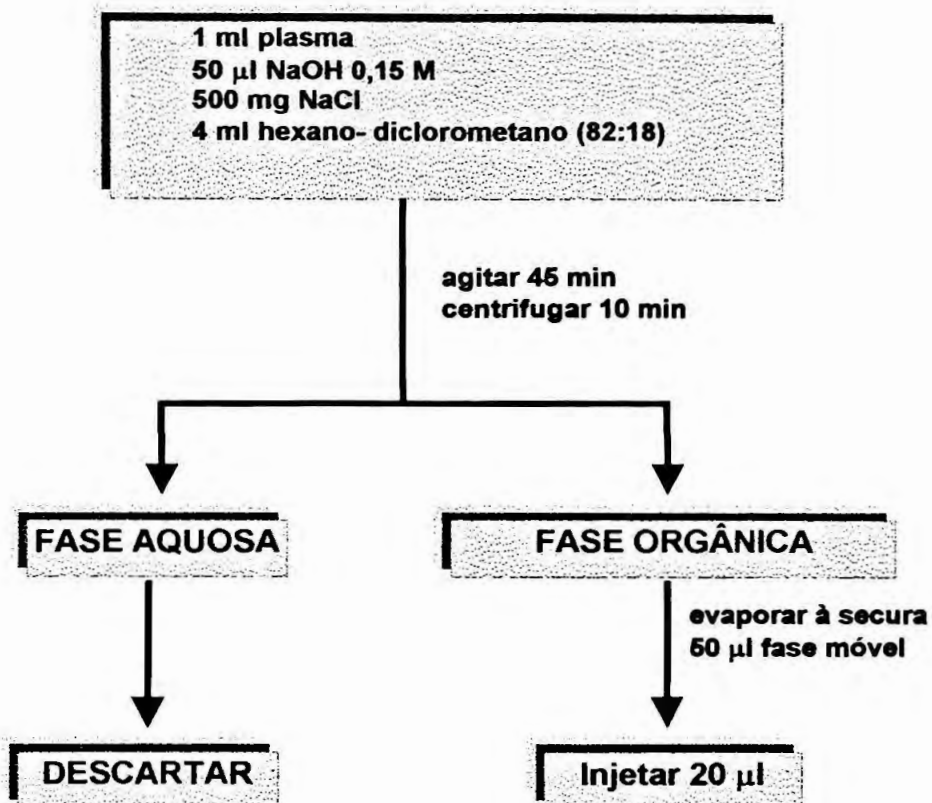 1 ml plasma
50 µl NaOH 0,15 M
500 mg NaCl
4 ml hexano- diclorometano (82:18)
agitar 45 min
centrifugar 10 min
FASE AQUOSA
FASE ORGÂNICA
evaporar à secura
50 µl fase móvel
DESCARTAR
Injetar 20 µl